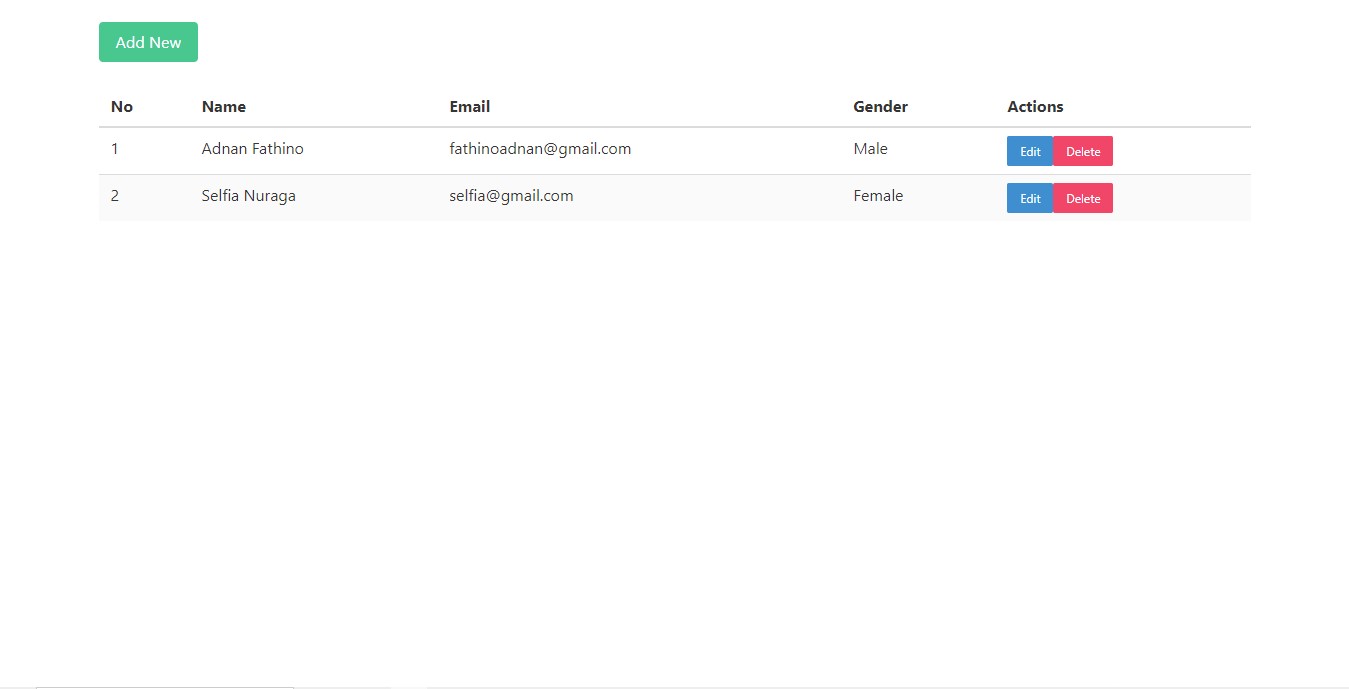 Add New
No Name Email Gender Actions
1 Adnan Fathino fathinoadnan@gmail.com Male Edit Delete
2 Selfia Nuraga selfia@gmail.com Female Edit Delete